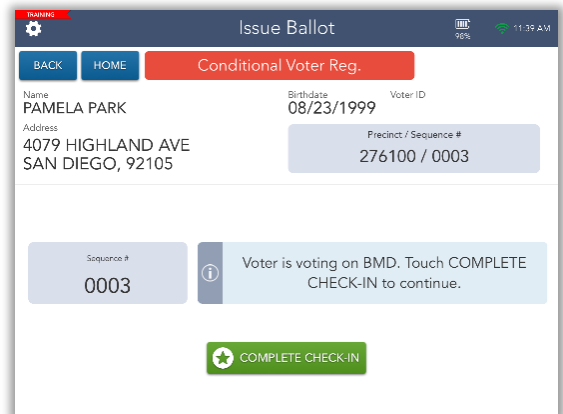 TRAINING
Issue Ballot
98%
11:39 AM
BACK
HOME
Conditional Voter Reg.
Name
PAMELA PARK
Birthdate
08/23/1999
Voter ID
Address
4079 HIGHLAND AVE
SAN DIEGO, 92105
Precinct / Sequence #
276100 / 0003
Sequence #
0003
Voter is voting on BMD. Touch COMPLETE
CHECK-IN to continue.
COMPLETE CHECK-IN